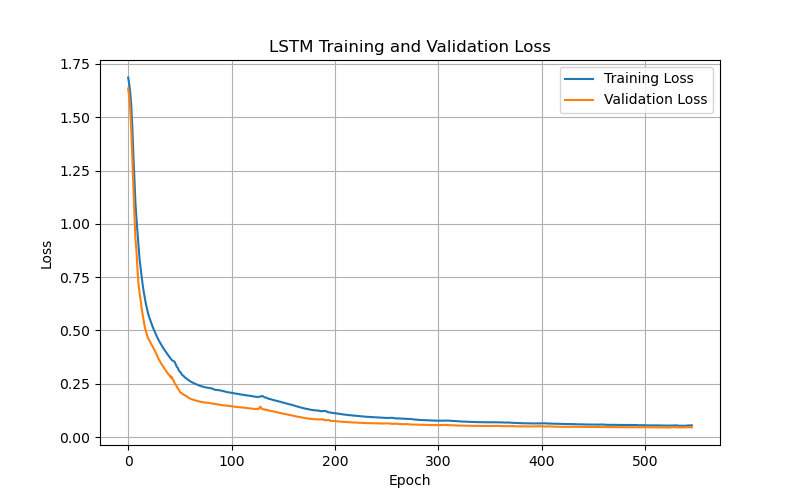 LSTM Training and Validation Loss
Training Loss
Validation Loss
1.75
1.50
1.25
1.00
0.75
0.50
0.25
0.00
Loss
0 100 200 300 400 500
Epoch